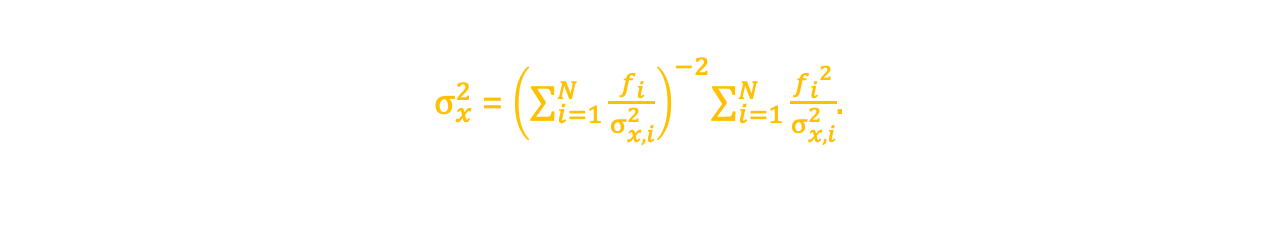 σ_x^2 = (∑_{i=1}^N f_i/σ_{x,i}^2)^{−2} ∑_{i=1}^N f_i^2/σ_{x,i}^2.